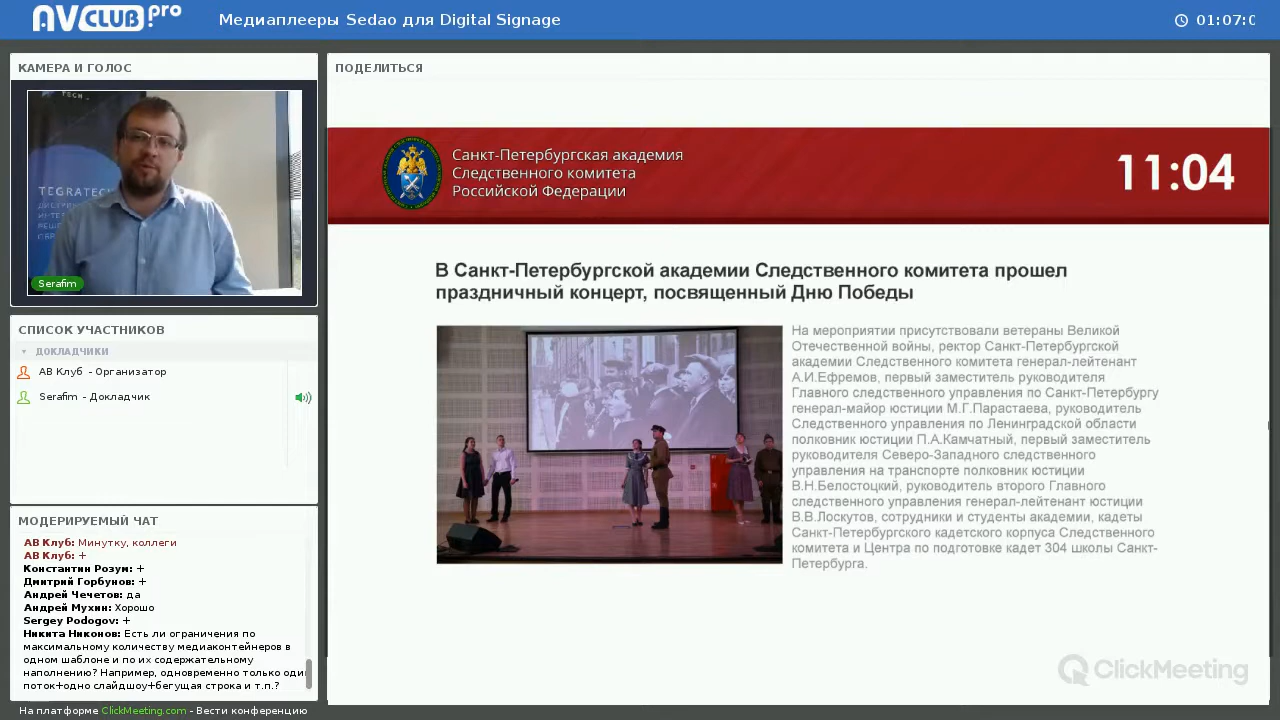 AVCLUB pro
Медиаплееры Sedao для Digital Signage
01:07:0
КАМЕРА И ГОЛОС
TECH
TEGRATECH
Serafim
СПИСОК УЧАСТНИКОВ
ДОКЛАДЧИКИ
АВ Клуб - Организатор
Serafim - Докладчик
МОДЕРИРУЕМЫЙ ЧАТ
АВ Клуб: Минутку, коллеги
АВ Клуб: +
Константин Розум: +
Дмитрий Горбунов: +
Андрей Чечетов: да
Андрей Мухин: Хорошо
Sergey Podogov: +
Никита Никонов: Есть ли ограничения по
максимальному количеству медиаконтейнеров в
одном шаблоне и по их содержательному
наполнению? Например, одновременно только оди
поток+одно слайдшоу+бегущая строка и т.п.?
На платформе ClickMeeting.com - Вести конференцию
ПОДЕЛИТЬСЯ
Санкт-Петербургская академия
Следственного комитета
Российской Федерации
11:04
В Санкт-Петербургской академии Следственного комитета прошел
праздничный концерт, посвященный Дню Победы
На мероприятии присутствовали ветераны Великой
Отечественной войны, ректор Санкт-Петербургской
академии Следственного комитета генерал-лейтенант
А.И.Ефремов, первый заместитель руководителя
Главного следственного управления по Санкт-Петербургу
генерал-майор юстиции М.Г.Парастаева, руководитель
Следственного управления по Ленинградской области
полковник юстиции П.А.Камчатный, первый заместитель
руководителя Северо-Западного следственного
управления на транспорте полковник юстиции
В.Н.Белостоцкий, руководитель второго Главного
следственного управления генерал-лейтенант юстиции
В.В.Лоскутов, сотрудники и студенты академии, кадеты
Санкт-Петербургского кадетского корпуса Следственного
комитета и Центра по подготовке кадет 304 школы Санкт-
Петербурга.
ClickMeeting